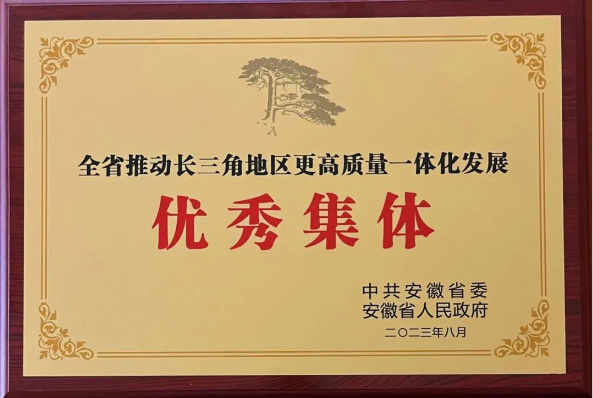 全省推动长三角地区更高质量一体化发展
优秀集体
中共安徽省委
安徽省人民政府
二〇二三年八月